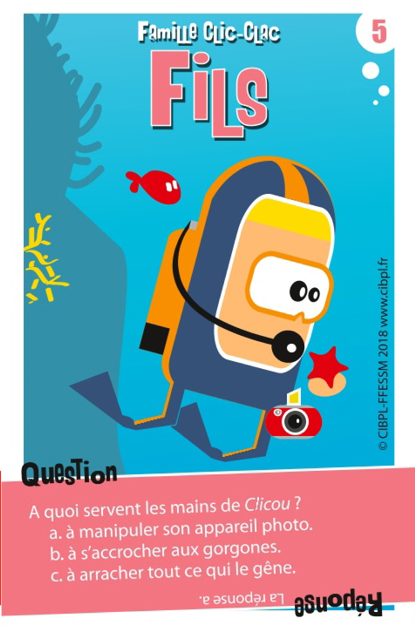 Famille Clic-Clac
Fils
5
© CIBPL-FFESSM 2018 www.cibpl.fr
Question
A quoi servent les mains de Clicou ?
a. à manipuler son appareil photo.
b. à s’accrocher aux gorgones.
c. à arracher tout ce qui le gêne.
Réponse
La réponse a.